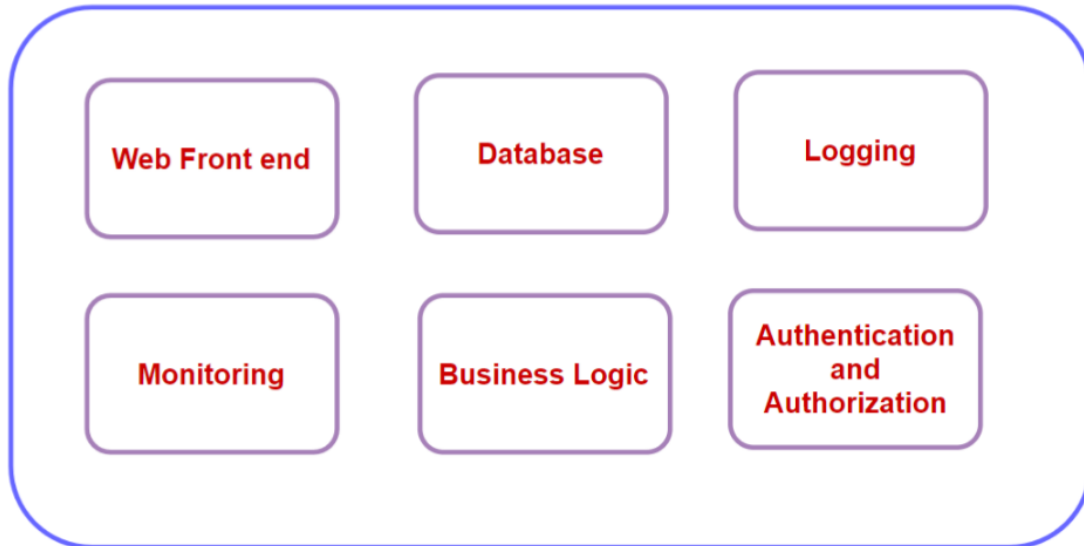 Web Front end
Database
Logging
Monitoring
Business Logic
Authentication
and
Authorization